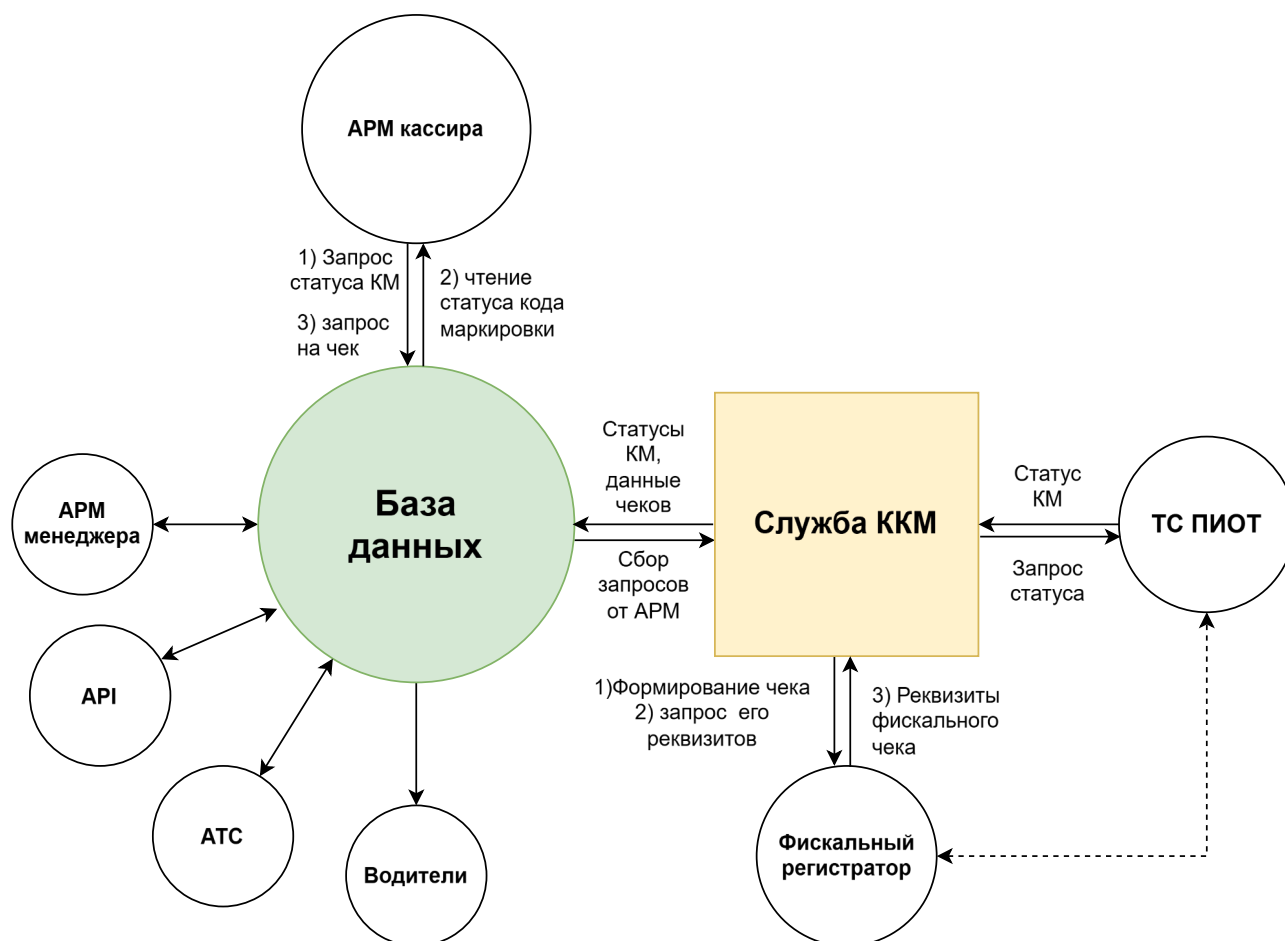 АРМ кассира
1) Запрос
статуса КМ
3) запрос
на чек
2) чтение
статуса кода
маркировки
База
данных
АРМ
менеджера
API
АТС
Водители
Статусы
КМ,
данные
чеков
Сбор
запросов
от АРМ
Служба ККМ
Статус
КМ
Запрос
статуса
ТС ПИОТ
1)Формирование чека
2) запрос его
реквизитов
3) Реквизиты
фискального
чека
Фискальный
регистратор